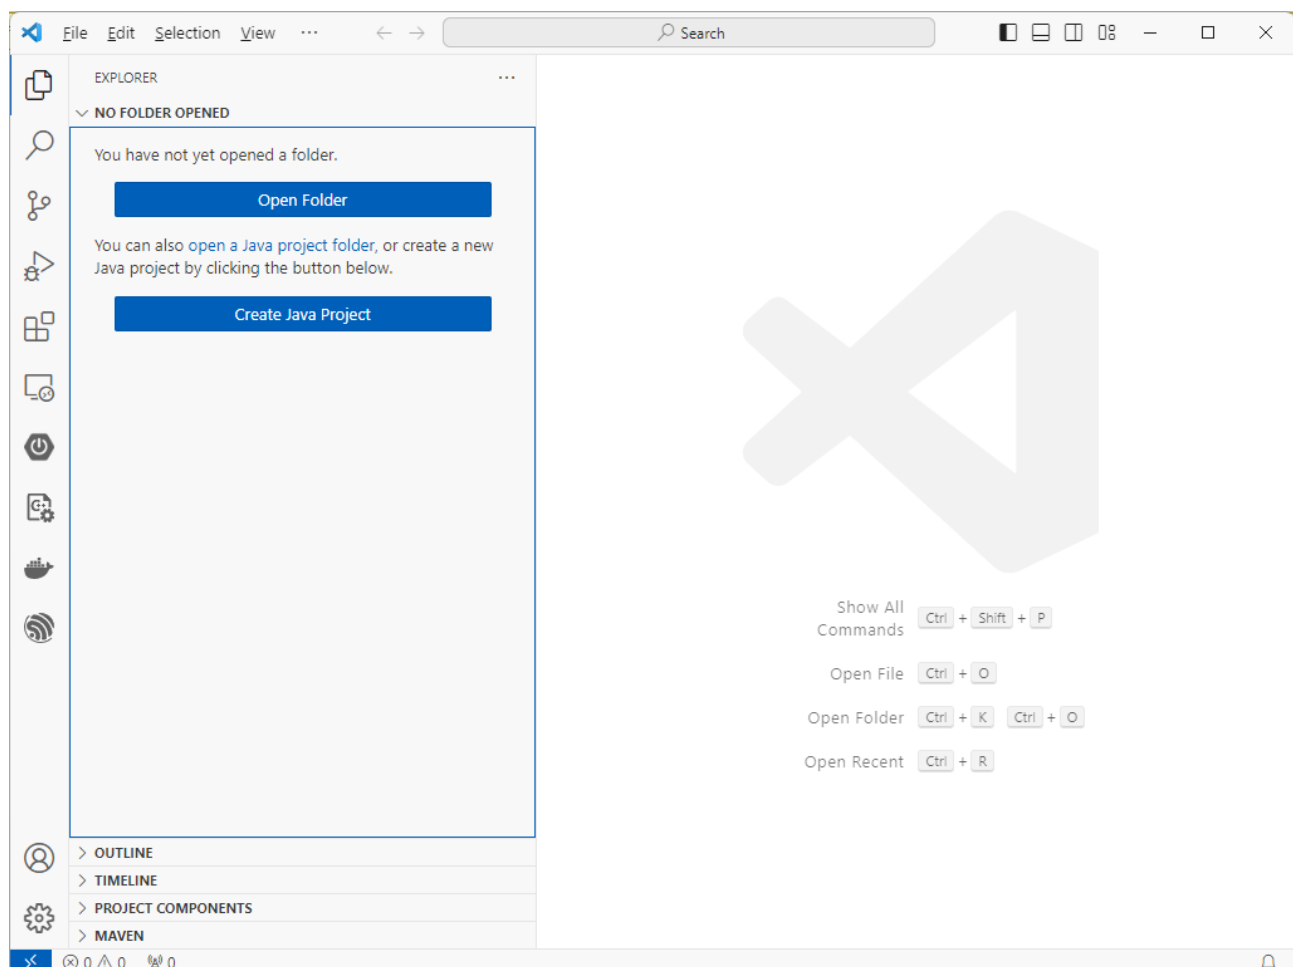 File Edit Selection View ··· Search
EXPLORER ···
NO FOLDER OPENED
You have not yet opened a folder.
Open Folder
You can also open a Java project folder, or create a new
Java project by clicking the button below.
Create Java Project
Show All
Commands Ctrl + Shift + P
Open File Ctrl + O
Open Folder Ctrl + K Ctrl + O
Open Recent Ctrl + R
OUTLINE
TIMELINE
PROJECT COMPONENTS
MAVEN
0 0 0